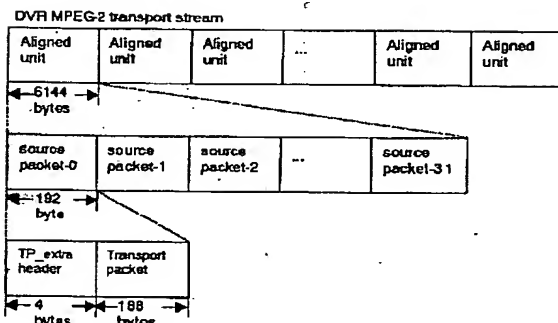 DVR MPEG-2 transport stream
Aligned unit
Aligned unit
Aligned unit
...
Aligned unit
Aligned unit
6144 bytes
source packet-0
source packet-1
source packet-2
...
source packet-31
192 byte
TP_extra header
Transport packet
4 bytes
188 bytes